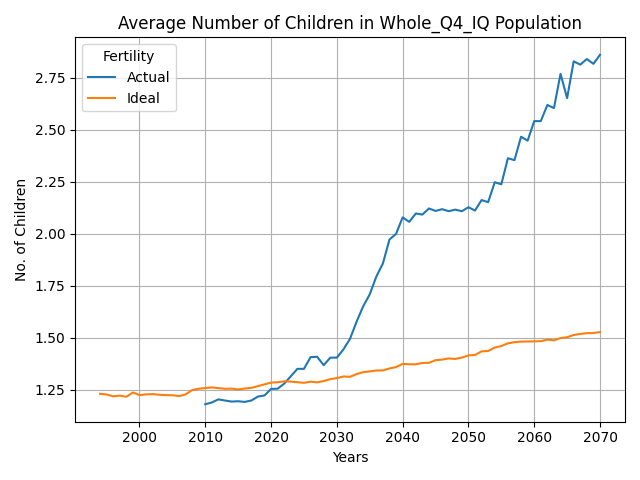 Average Number of Children in Whole_Q4_IQ Population
Fertility
Actual
Ideal
No. of Children
2.75
2.50
2.25
2.00
1.75
1.50
1.25
2000 2010 2020 2030 2040 2050 2060 2070
Years